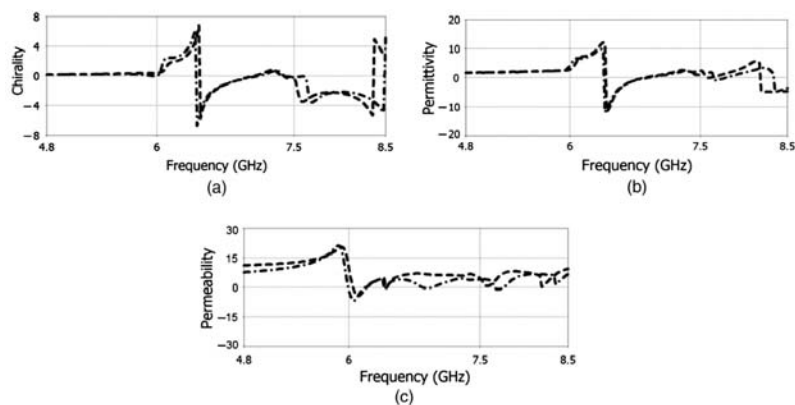 8
4
0
−4
−8
Chirality
4.8 6 7.5 8.5
Frequency (GHz)
(a)
20
10
0
−10
−20
Permittivity
4.8 6 7.5 8.5
Frequency (GHz)
(b)
30
15
0
−15
−30
Permeability
4.8 6 7.5 8.5
Frequency (GHz)
(c)